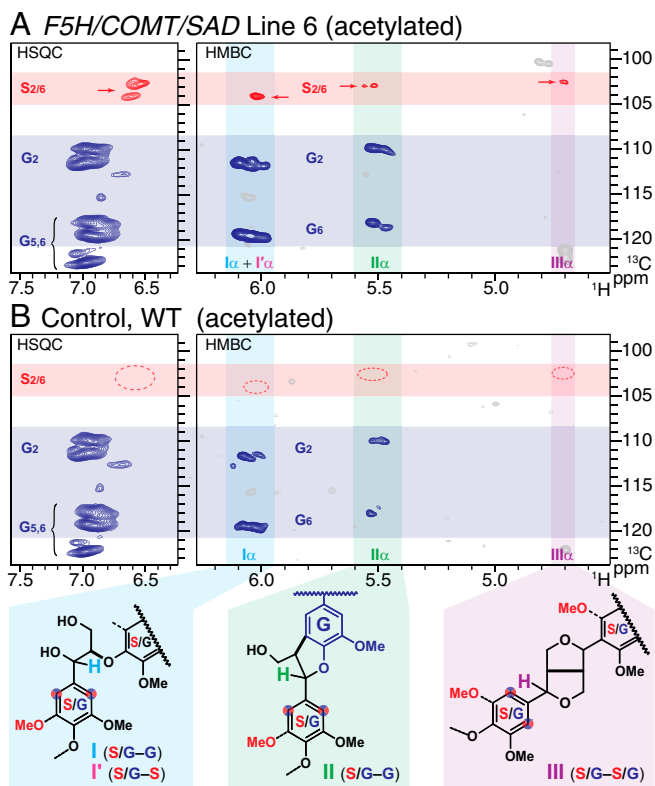 A F5H/COMT/SAD Line 6 (acetylated)
HSQC HMBC
S2/6 S2/6
G2 G2
G5,6 G6
100
105
110
115
120
Iα + I'α IIα IIIα 13C
ppm
7.5 7.0 6.5 6.0 5.5 5.0 1H
B Control, WT (acetylated)
HSQC HMBC
S2/6
G2 G2
G5,6 G6
100
105
110
115
120
Iα IIα IIIα 13C
ppm
7.5 7.0 6.5 6.0 5.5 5.0 1H
HO
HO
H
O
S/G
OMe
S/G
MeO
OMe
O
I (S/G–G)
I' (S/G–S)
G
OMe
HO
O
H
S/G
MeO
OMe
O
II (S/G–G)
MeO
S/G
OMe
O
H
O
MeO
S/G
O
OMe
III (S/G–S/G)